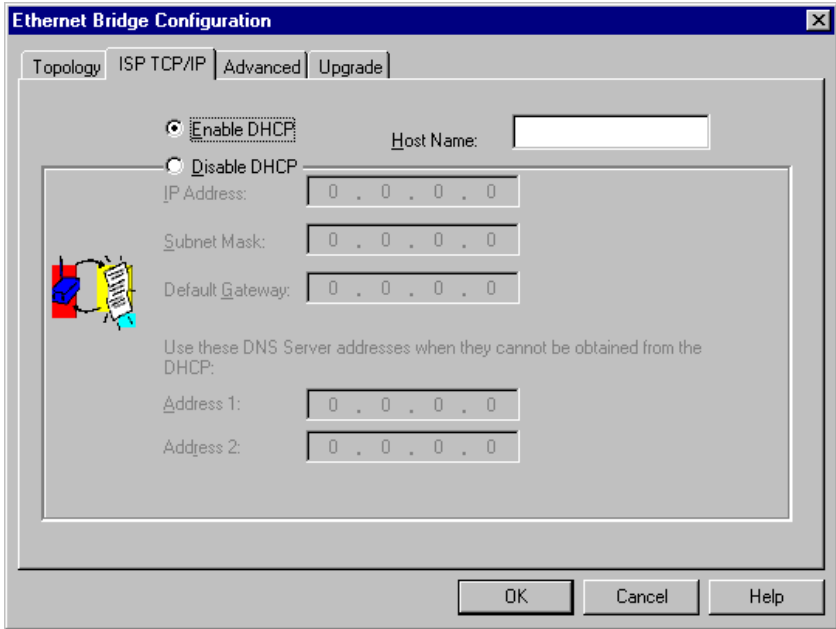 Ethernet Bridge Configuration
Topology ISP TCP/IP Advanced Upgrade
Enable DHCP
Host Name:
Disable DHCP
IP Address: 0 . 0 . 0 . 0
Subnet Mask: 0 . 0 . 0 . 0
Default Gateway: 0 . 0 . 0 . 0
Use these DNS Server addresses when they cannot be obtained from the
DHCP:
Address 1: 0 . 0 . 0 . 0
Address 2: 0 . 0 . 0 . 0
OK Cancel Help